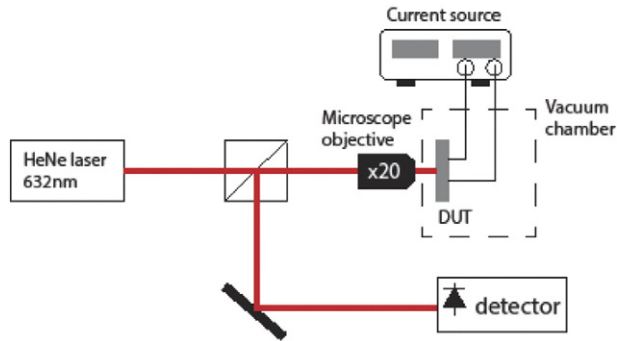 Current source
Microscope
objective
Vacuum
chamber
HeNe laser
632nm
x20
DUT
detector